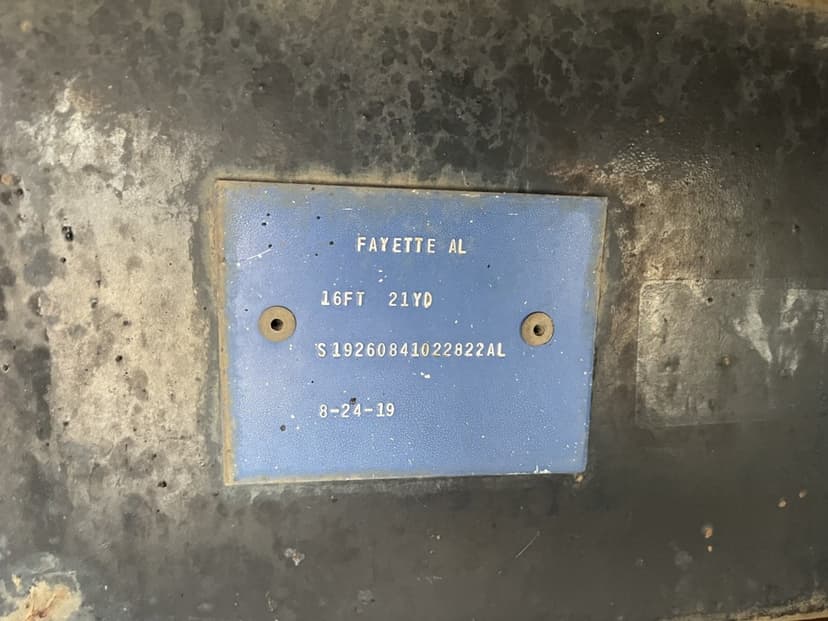 FAYETTE AL
16FT 21YD
S19260841022822AL
8-24-19